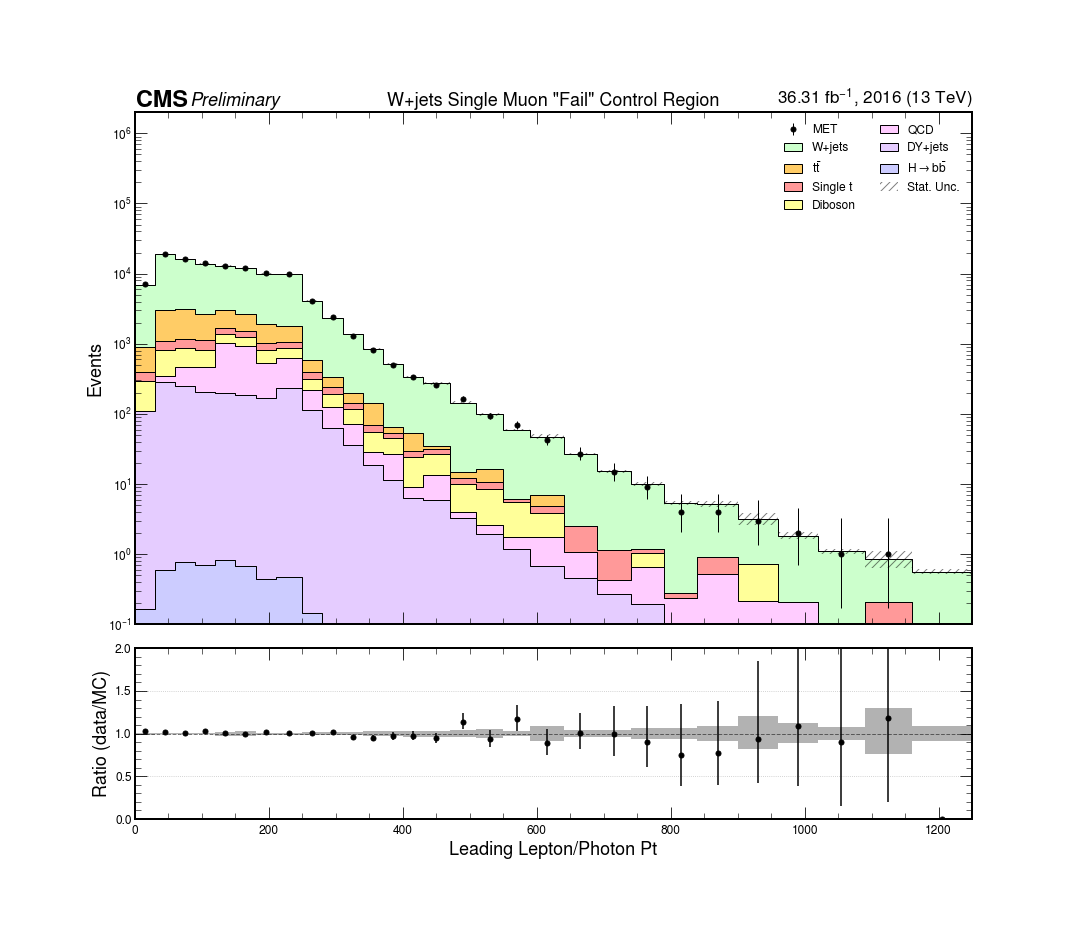 CMS Preliminary W+jets Single Muon "Fail" Control Region 36.31 fb⁻¹, 2016 (13 TeV)
MET QCD
W+jets DY+jets
tt̄ H→bb̄
Single t Stat. Unc.
Diboson
Events
10⁶
10⁵
10⁴
10³
10²
10¹
10⁰
10⁻¹
Ratio (data/MC)
2.0
1.5
1.0
0.5
0.0
0 200 400 600 800 1000 1200
Leading Lepton/Photon Pt